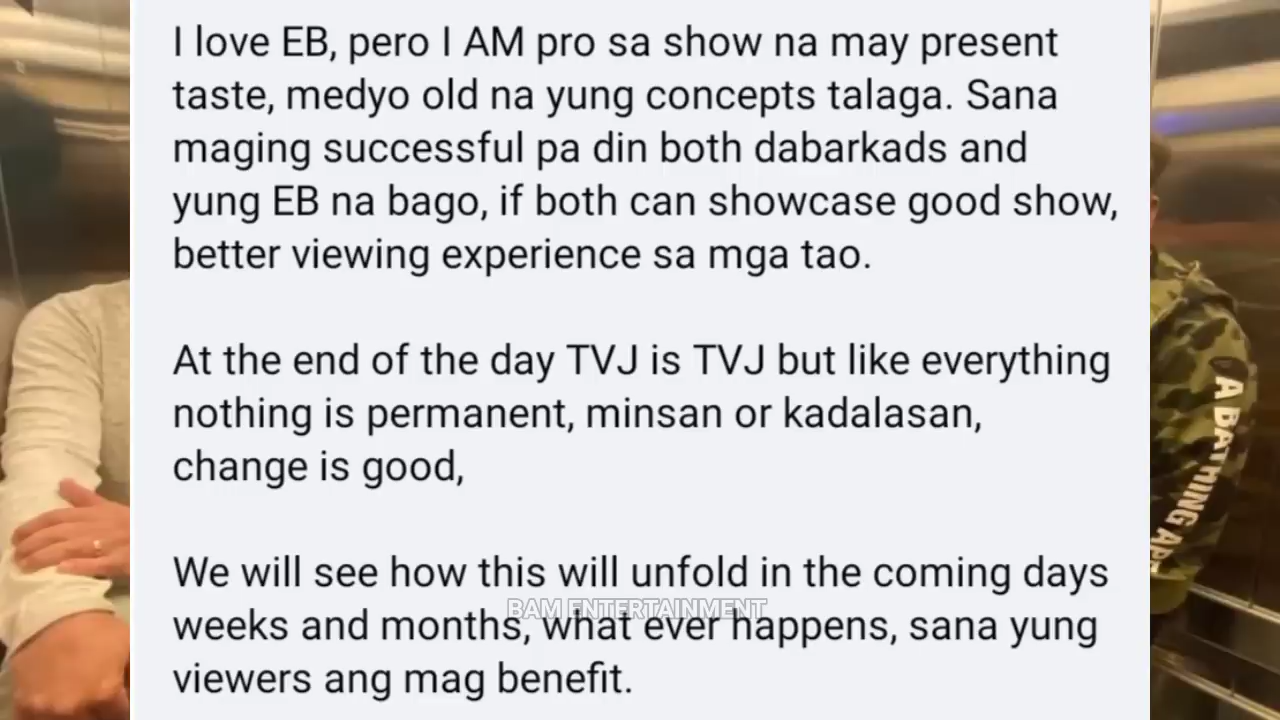 I love EB, pero I AM pro sa show na may present
taste, medyo old na yung concepts talaga. Sana
maging successful pa din both dabarkads and
yung EB na bago, if both can showcase good show,
better viewing experience sa mga tao.
At the end of the day TVJ is TVJ but like everything
nothing is permanent, minsan or kadalasan,
change is good,
We will see how this will unfold in the coming days
BAM ENTERTAINMENT
weeks and months, what ever happens, sana yung
viewers ang mag benefit.
A BATHING AP